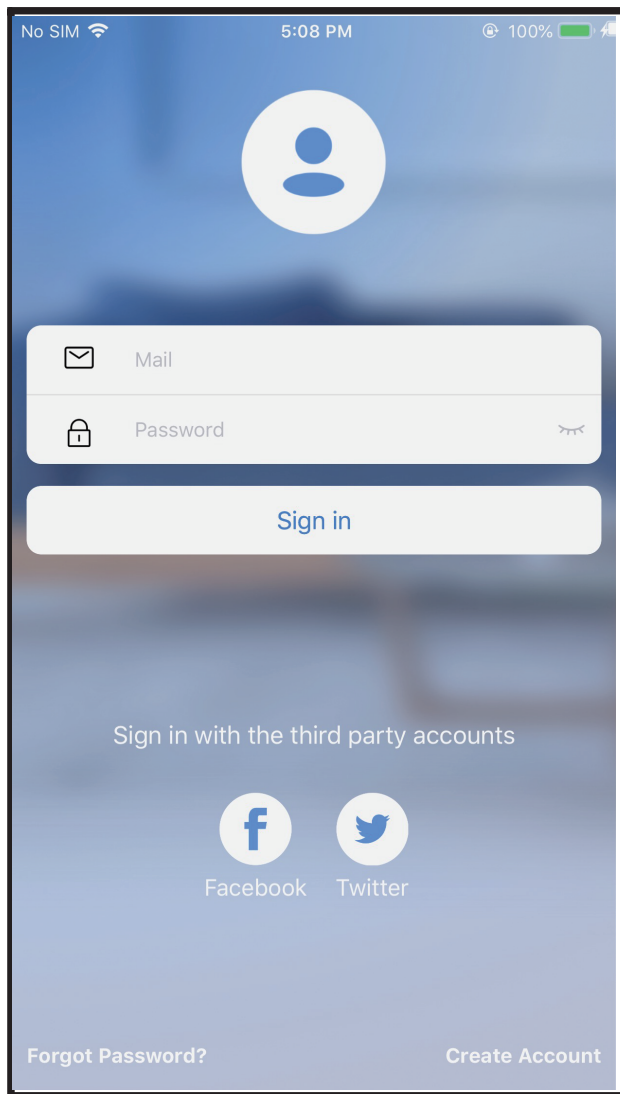 No SIM 5:08 PM 100%
Mail
Password
Sign in
Sign in with the third party accounts
Facebook Twitter
Forgot Password? Create Account